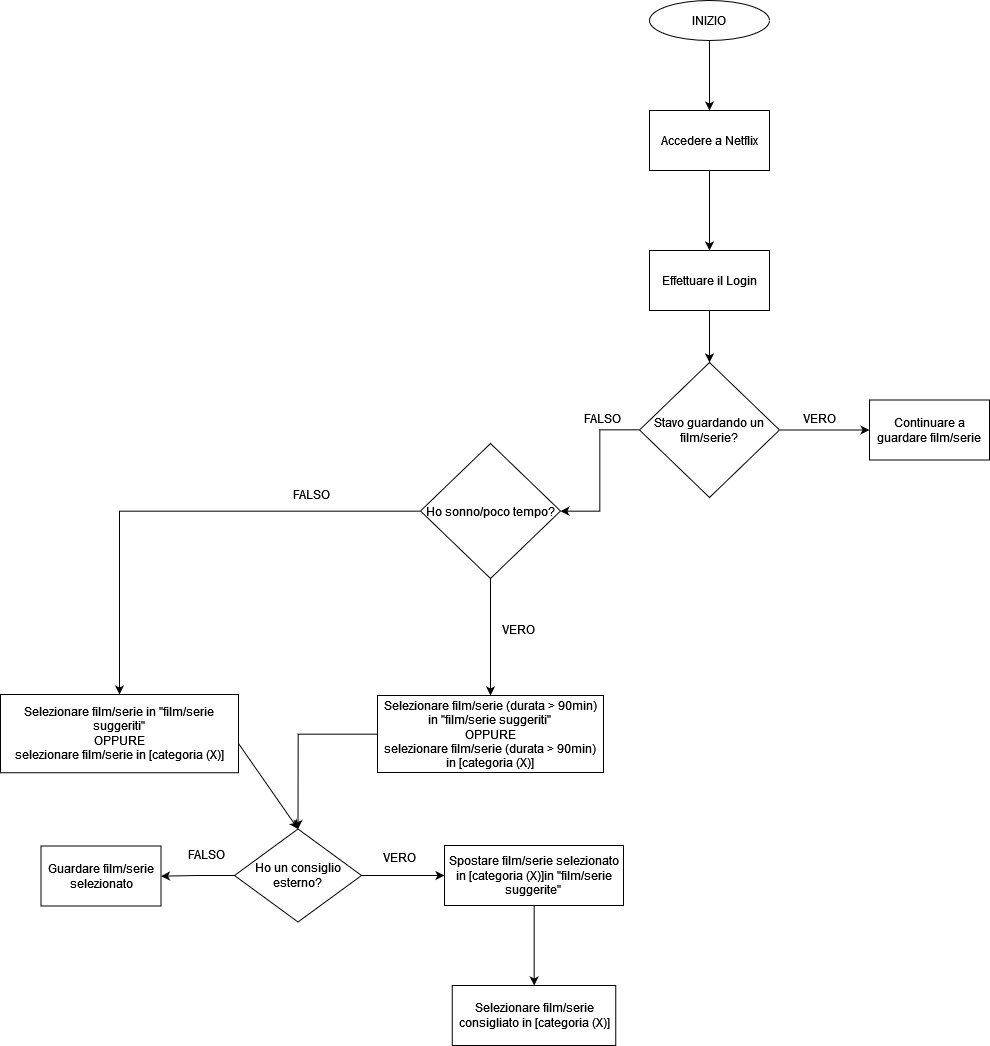 INIZIO
Accedere a Netflix
Effettuare il Login
Stavo guardando un
film/serie?
FALSO
VERO
Continuare a
guardare film/serie
Ho sonno/poco tempo?
FALSO
VERO
Selezionare film/serie in "film/serie
suggeriti"
OPPURE
selezionare film/serie in [categoria (X)]
Selezionare film/serie (durata > 90min)
in "film/serie suggeriti"
OPPURE
selezionare film/serie (durata > 90min)
in [categoria (X)]
Ho un consiglio
esterno?
FALSO
VERO
Guardare film/serie
selezionato
Spostare film/serie selezionato
in [categoria (X)]in "film/serie
suggerite"
Selezionare film/serie
consigliato in [categoria (X)]